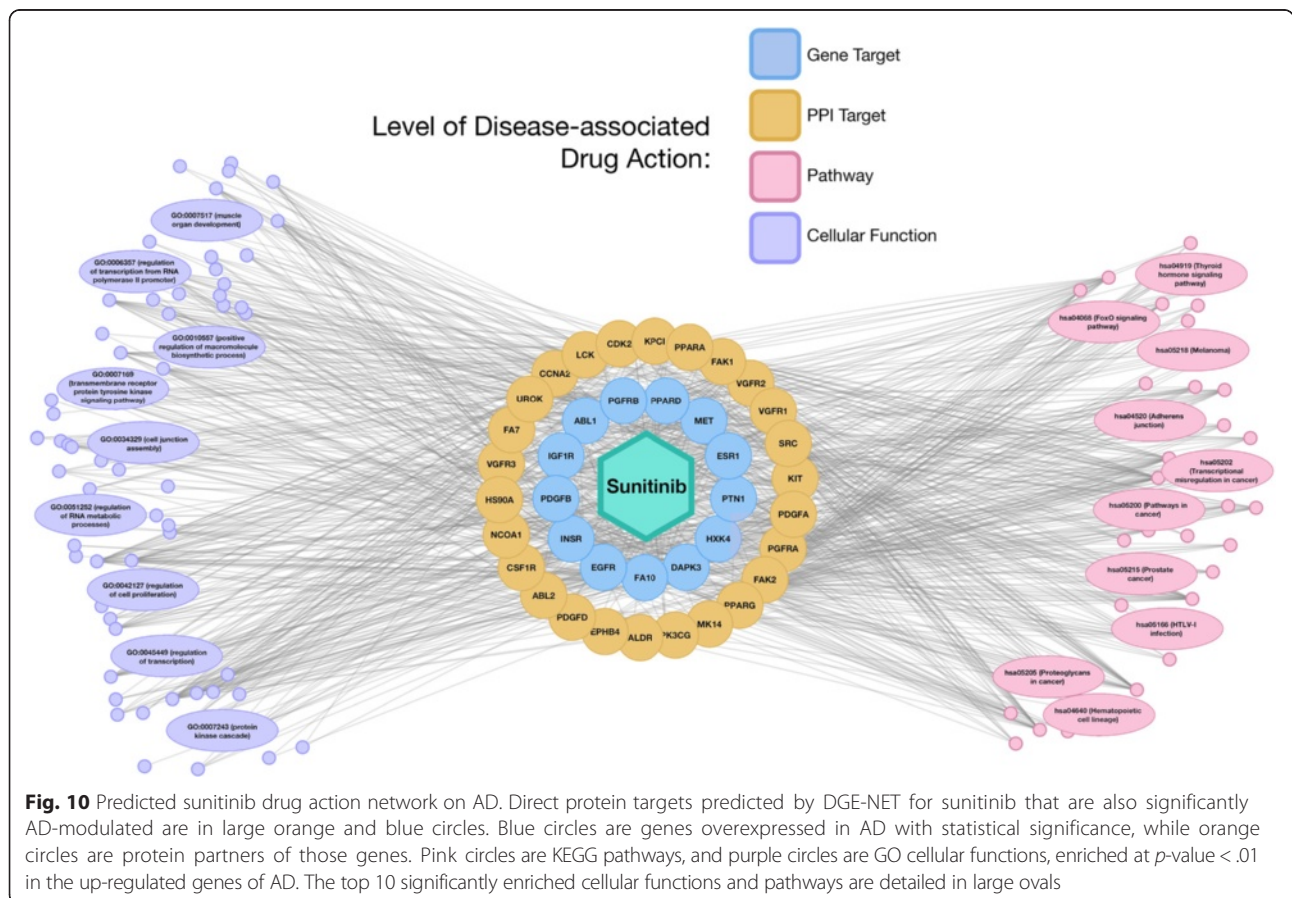 Gene Target
PPI Target
Level of Disease-associated
Drug Action:
Pathway
Cellular Function
GO:0007517 (muscle
organ development)
GO:0006357 (regulation
of transcription from RNA
polymerase II promoter)
GO:0010557 (positive
regulation of macromolecule
biosynthetic process)
GO:0007169
(transmembrane receptor
protein tyrosine kinase
signaling pathway)
GO:0034329 (cell junction
assembly)
GO:0051252 (regulation
of RNA metabolic
processes)
GO:0042127 (regulation
of cell proliferation)
GO:0045449 (regulation
of transcription)
GO:0007243 (protein
kinase cascade)
KPCI
PPARA
FAK1
VGFR2
VGFR1
SRC
KIT
PDGFA
PGFRA
FAK2
PPARG
MK14
PK3CG
ALDR
EPHB4
PDGFD
ABL2
CSF1R
NCOA1
HS90A
VGFR3
FA7
UROK
CCNA2
LCK
CDK2
PGFRB
PPARD
MET
ESR1
PTN1
HXK4
DAPK3
FA10
EGFR
INSR
PDGFB
IGF1R
ABL1
Sunitinib
hsa04919 (Thyroid
hormone signaling
pathway)
hsa04068 (FoxO signaling
pathway)
hsa05218 (Melanoma)
hsa04520 (Adherens
junction)
hsa05202
(Transcriptional
misregulation in cancer)
hsa05200 (Pathways in
cancer)
hsa05215 (Prostate
cancer)
hsa05166 (HTLV-I
infection)
hsa05205 (Proteoglycans
in cancer)
hsa04640 (Hematopoietic
cell lineage)
Fig. 10 Predicted sunitinib drug action network on AD. Direct protein targets predicted by DGE-NET for sunitinib that are also significantly
AD-modulated are in large orange and blue circles. Blue circles are genes overexpressed in AD with statistical significance, while orange
circles are protein partners of those genes. Pink circles are KEGG pathways, and purple circles are GO cellular functions, enriched at p-value < .01
in the up-regulated genes of AD. The top 10 significantly enriched cellular functions and pathways are detailed in large ovals